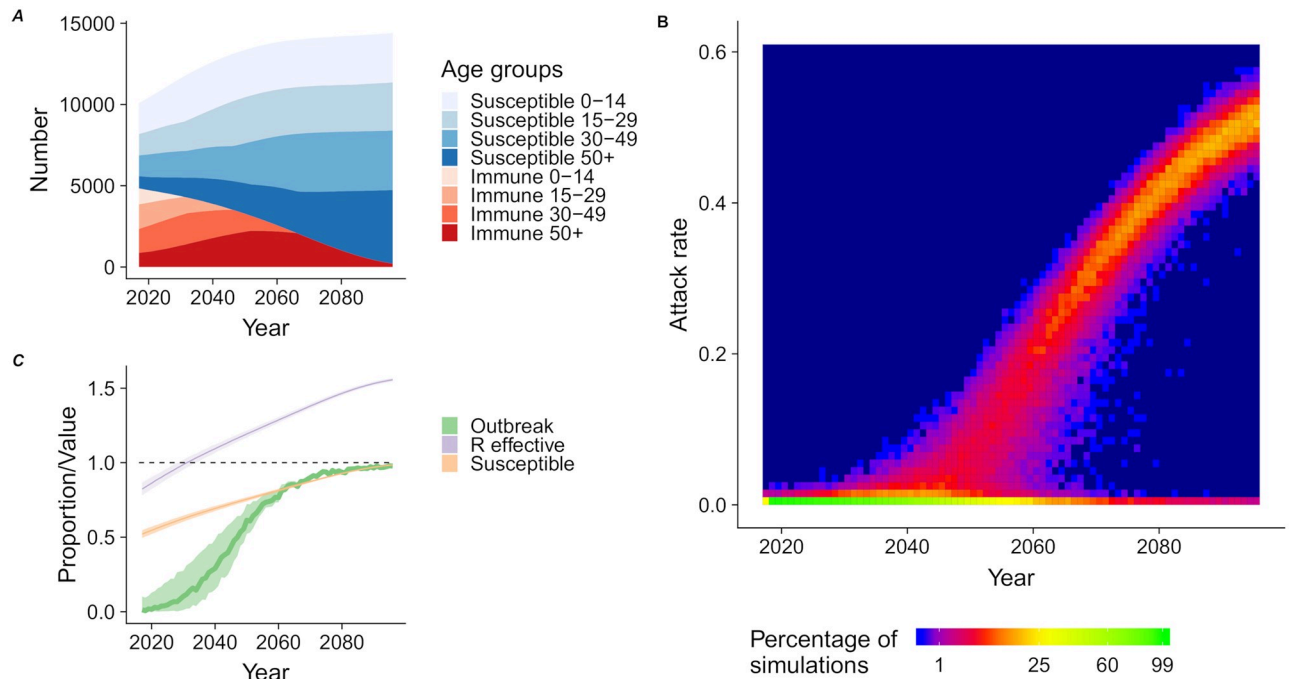 A
15000
10000
5000
0
Number
2020 2040 2060 2080
Year
Age groups
Susceptible 0−14
Susceptible 15−29
Susceptible 30−49
Susceptible 50+
Immune 0−14
Immune 15−29
Immune 30−49
Immune 50+
B
0.6
0.4
0.2
0.0
Attack rate
2020 2040 2060 2080
Year
Percentage of
simulations
1 25 60 99
C
1.5
1.0
0.5
0.0
Proportion/Value
2020 2040 2060 2080
Year
Outbreak
R effective
Susceptible